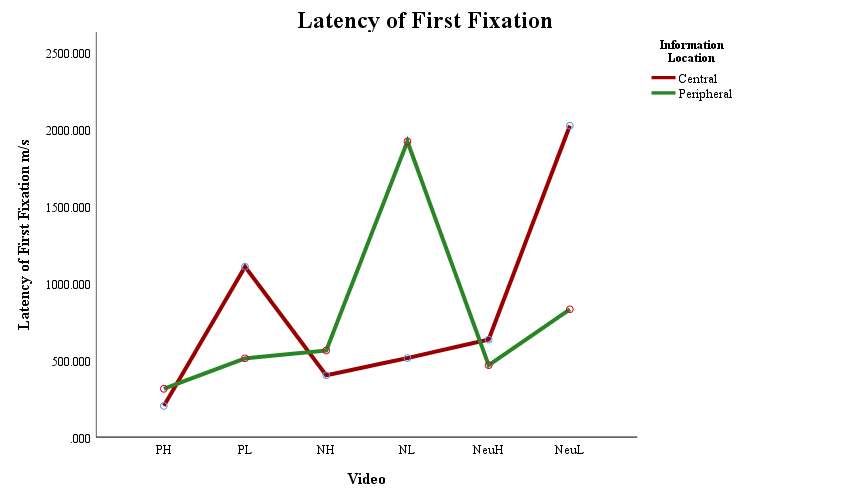 Latency of First Fixation
Information
Location
Central
Peripheral
Latency of First Fixation m/s
2500.000
2000.000
1500.000
1000.000
500.000
.000
PH PL NH NL NeuH NeuL
Video